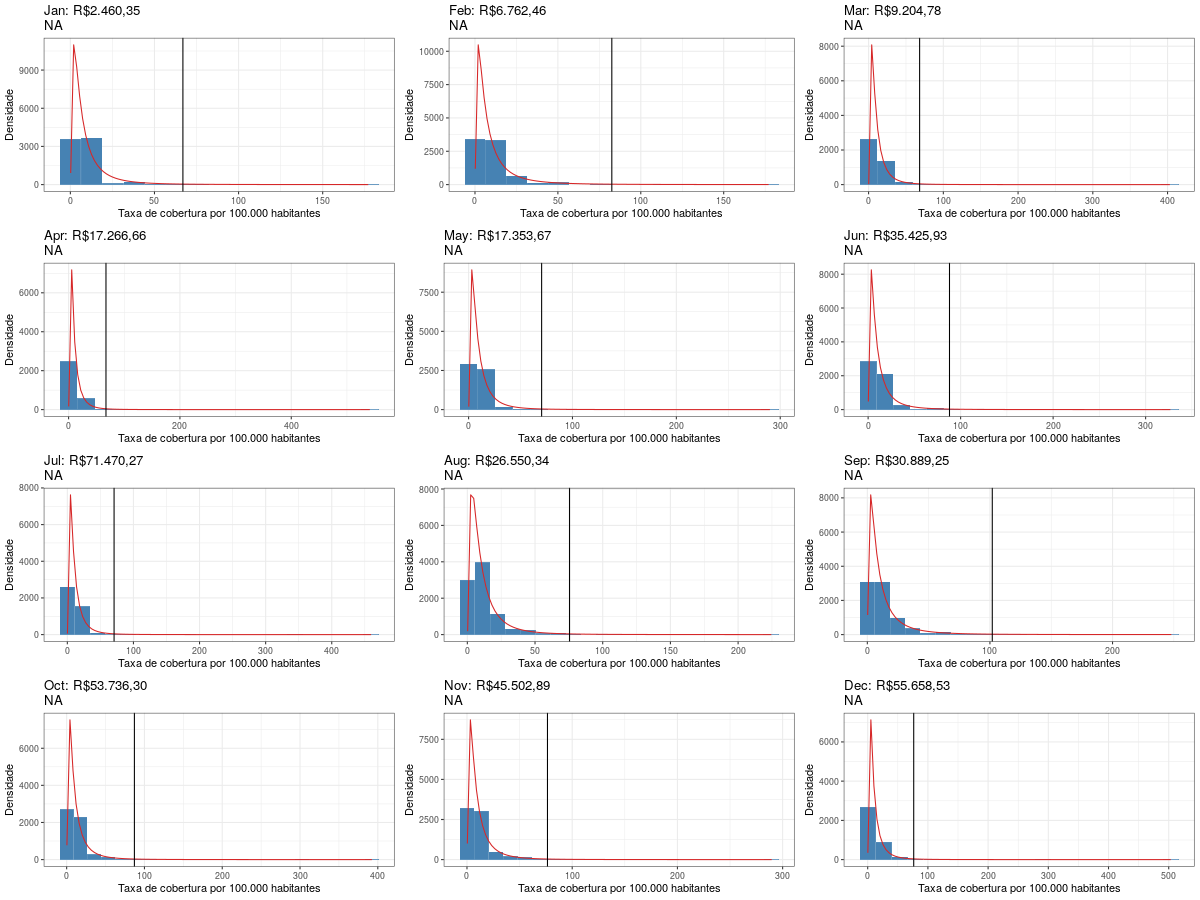 Jan: R$2.460,35
NA
Densidade
9000
6000
3000
0
0 50 100 150
Taxa de cobertura por 100.000 habitantes
Feb: R$6.762,46
NA
Densidade
10000
7500
5000
2500
0
0 50 100 150
Taxa de cobertura por 100.000 habitantes
Mar: R$9.204,78
NA
Densidade
8000
6000
4000
2000
0
0 100 200 300 400
Taxa de cobertura por 100.000 habitantes
Apr: R$17.266,66
NA
Densidade
6000
4000
2000
0
0 200 400
Taxa de cobertura por 100.000 habitantes
May: R$17.353,67
NA
Densidade
7500
5000
2500
0
0 100 200 300
Taxa de cobertura por 100.000 habitantes
Jun: R$35.425,93
NA
Densidade
8000
6000
4000
2000
0
0 100 200 300
Taxa de cobertura por 100.000 habitantes
Jul: R$71.470,27
NA
Densidade
8000
6000
4000
2000
0
0 100 200 300 400
Taxa de cobertura por 100.000 habitantes
Aug: R$26.550,34
NA
Densidade
8000
6000
4000
2000
0
0 50 100 150 200
Taxa de cobertura por 100.000 habitantes
Sep: R$30.889,25
NA
Densidade
8000
6000
4000
2000
0
0 100 200
Taxa de cobertura por 100.000 habitantes
Oct: R$53.736,30
NA
Densidade
6000
4000
2000
0
0 100 200 300 400
Taxa de cobertura por 100.000 habitantes
Nov: R$45.502,89
NA
Densidade
7500
5000
2500
0
0 100 200 300
Taxa de cobertura por 100.000 habitantes
Dec: R$55.658,53
NA
Densidade
6000
4000
2000
0
0 100 200 300 400 500
Taxa de cobertura por 100.000 habitantes